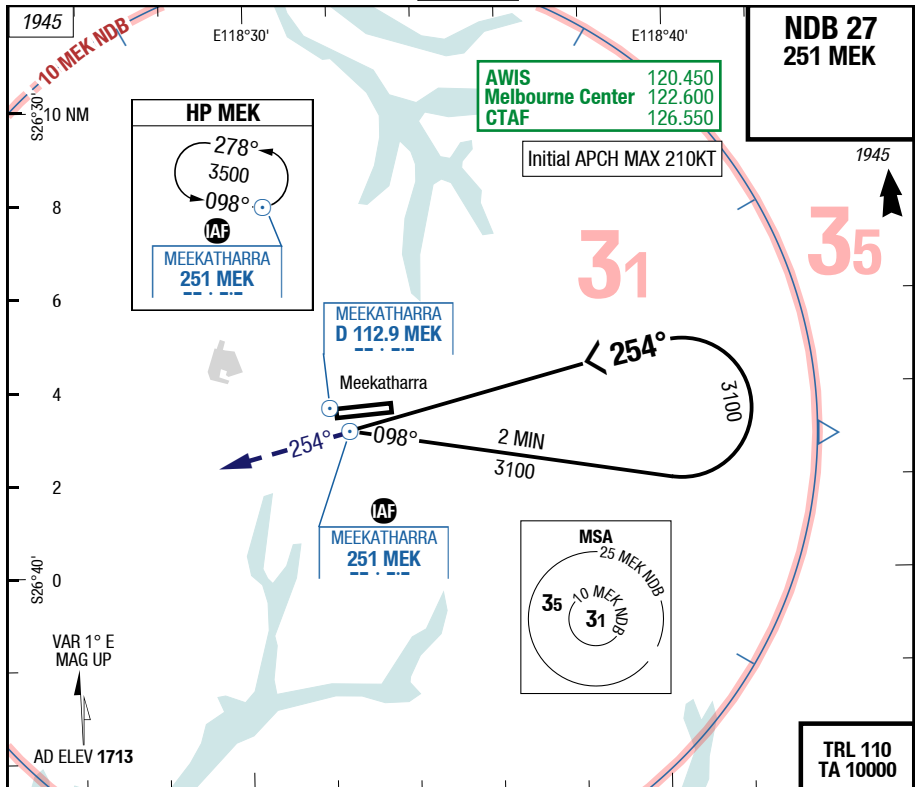 1945
E118°30'
E118°40'
NDB 27
251 MEK
10 MEK NDB
S26°30'
10 NM
AWIS 120.450
Melbourne Center 122.600
CTAF 126.550
HP MEK
278°
3500
098°
IAF
MEEKATHARRA
251 MEK
Initial APCH MAX 210KT
1945
8
31
35
6
MEEKATHARRA
D 112.9 MEK
254°
4
Meekatharra
3100
254°
098°
2 MIN
3100
2
IAF
MEEKATHARRA
251 MEK
MSA
25 MEK NDB
35
10 MEK NDB
31
S26°40'
0
VAR 1° E
MAG UP
AD ELEV 1713
TRL 110
TA 10000